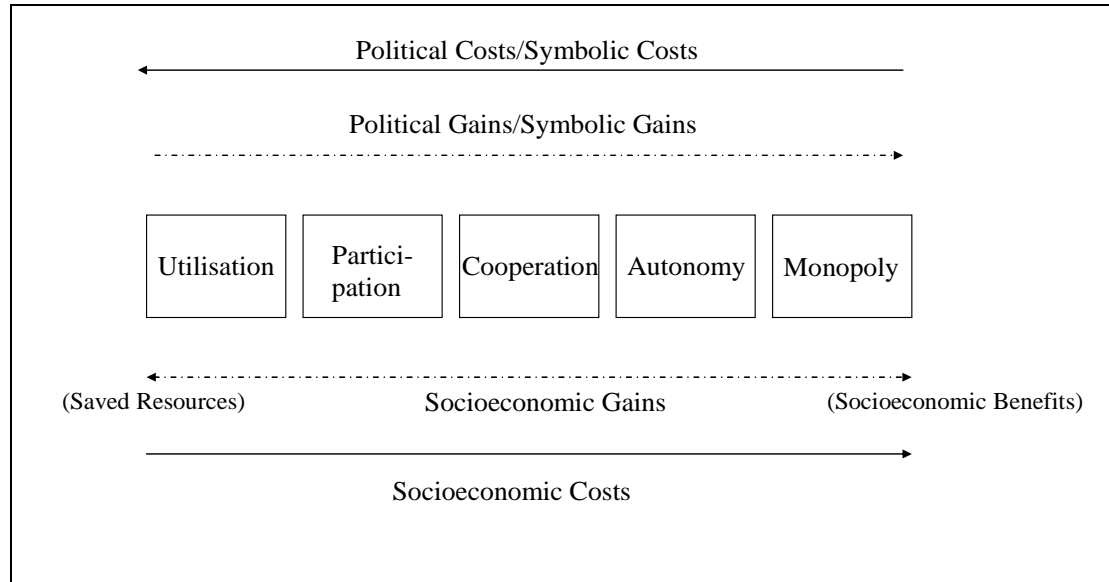 Political Costs/Symbolic Costs
Political Gains/Symbolic Gains
Utilisation
Partici-
pation
Cooperation
Autonomy
Monopoly
(Saved Resources)
Socioeconomic Gains
(Socioeconomic Benefits)
Socioeconomic Costs